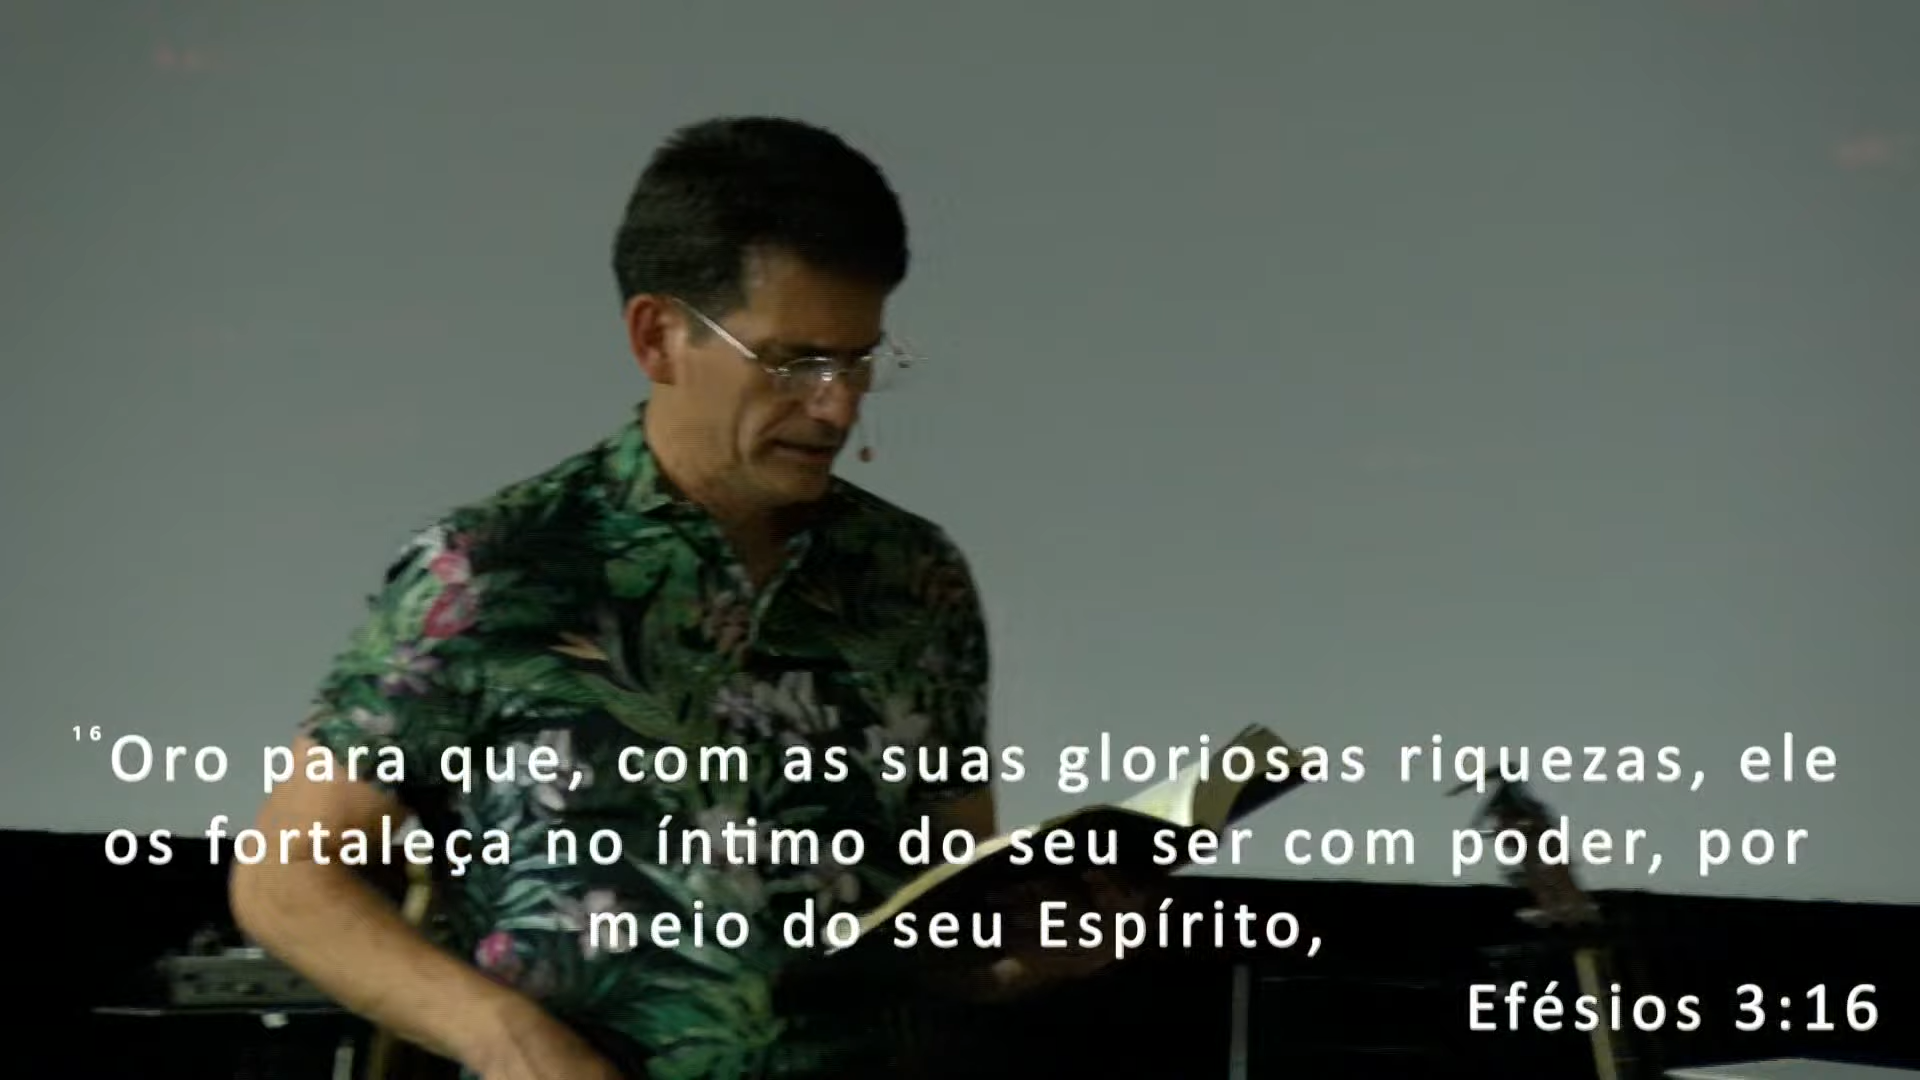 ¹⁶Oro para que, com as suas gloriosas riquezas, ele
os fortaleça no íntimo do seu ser com poder, por
meio do seu Espírito,
Efésios 3:16